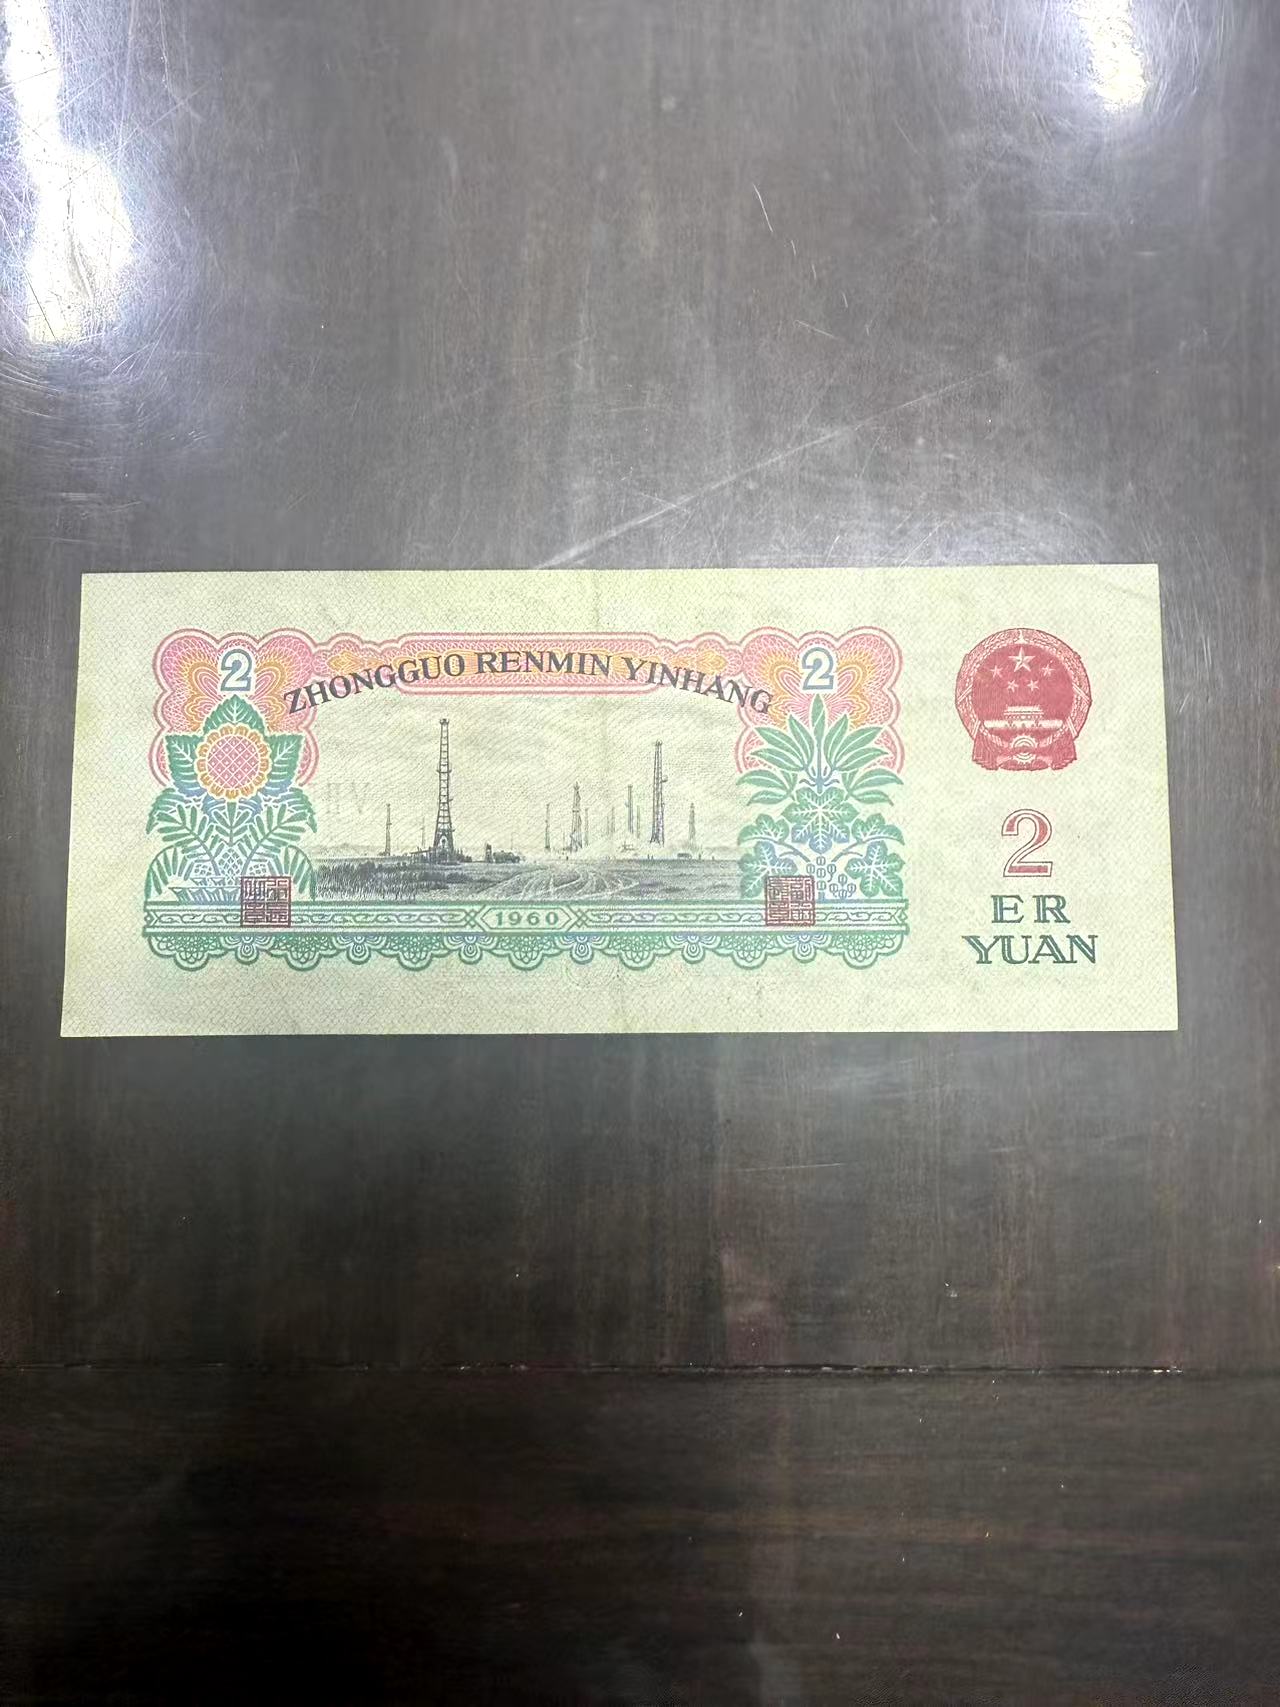 2 ZHONGGUO RENMIN YINHANG 2
1960
2
ER
YUAN